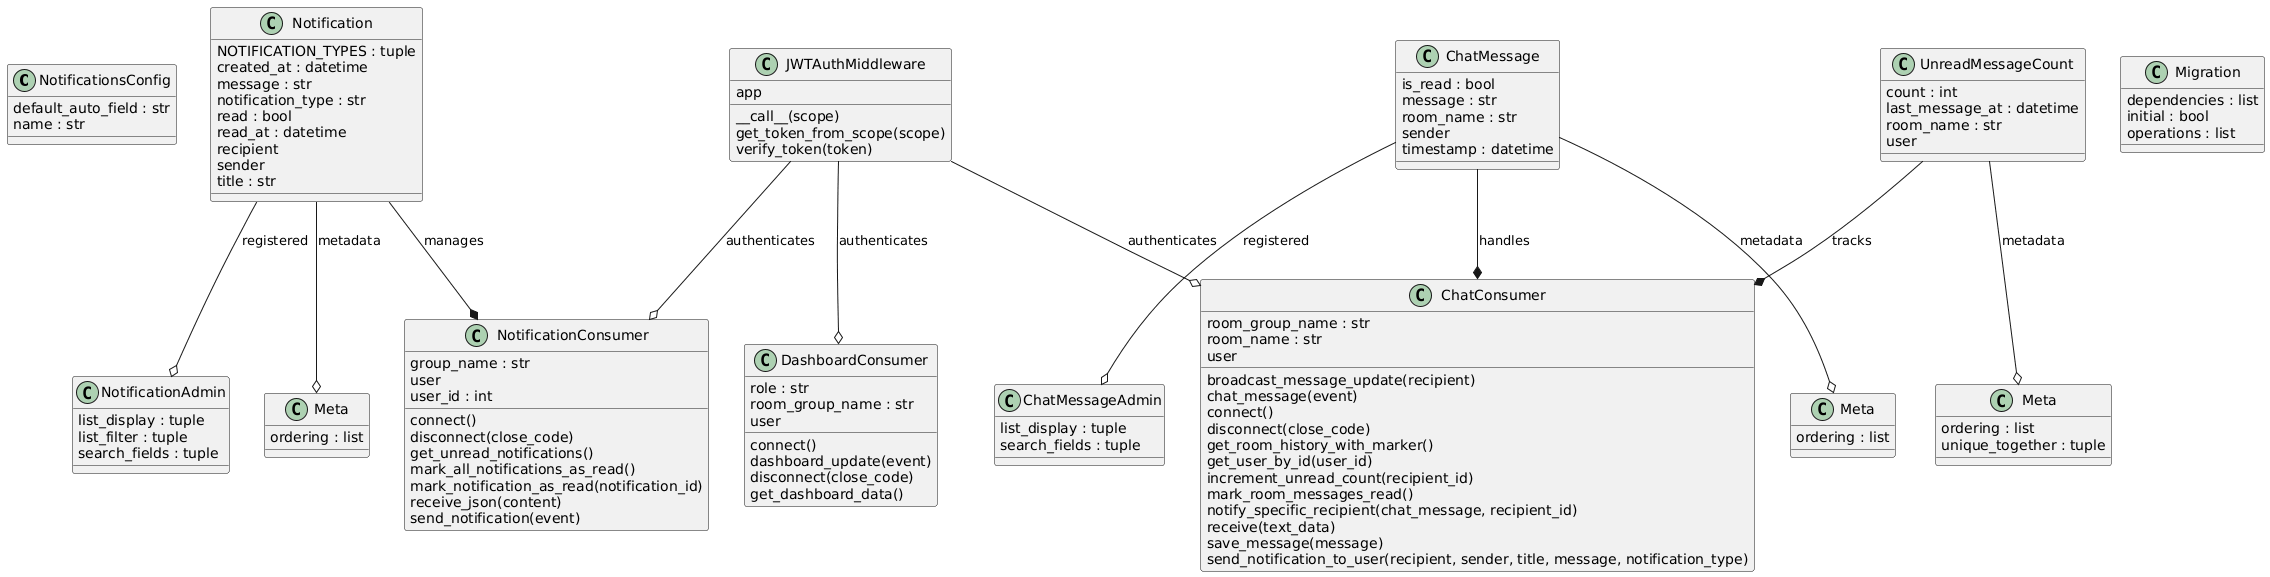 C NotificationsConfig
default_auto_field : str
name : str
C Notification
NOTIFICATION_TYPES : tuple
created_at : datetime
message : str
notification_type : str
read : bool
read_at : datetime
recipient
sender
title : str
C JWTAuthMiddleware
app
__call__(scope)
get_token_from_scope(scope)
verify_token(token)
C ChatMessage
is_read : bool
message : str
room_name : str
sender
timestamp : datetime
C UnreadMessageCount
count : int
last_message_at : datetime
room_name : str
user
C Migration
dependencies : list
initial : bool
operations : list
registered
metadata
manages
authenticates
authenticates
authenticates
registered
handles
metadata
tracks
metadata
C NotificationAdmin
list_display : tuple
list_filter : tuple
search_fields : tuple
C Meta
ordering : list
C NotificationConsumer
group_name : str
user
user_id : int
connect()
disconnect(close_code)
get_unread_notifications()
mark_all_notifications_as_read()
mark_notification_as_read(notification_id)
receive_json(content)
send_notification(event)
C DashboardConsumer
role : str
room_group_name : str
user
connect()
dashboard_update(event)
disconnect(close_code)
get_dashboard_data()
C ChatMessageAdmin
list_display : tuple
search_fields : tuple
C ChatConsumer
room_group_name : str
room_name : str
user
broadcast_message_update(recipient)
chat_message(event)
connect()
disconnect(close_code)
get_room_history_with_marker()
get_user_by_id(user_id)
increment_unread_count(recipient_id)
mark_room_messages_read()
notify_specific_recipient(chat_message, recipient_id)
receive(text_data)
save_message(message)
send_notification_to_user(recipient, sender, title, message, notification_type)
C Meta
ordering : list
C Meta
ordering : list
unique_together : tuple